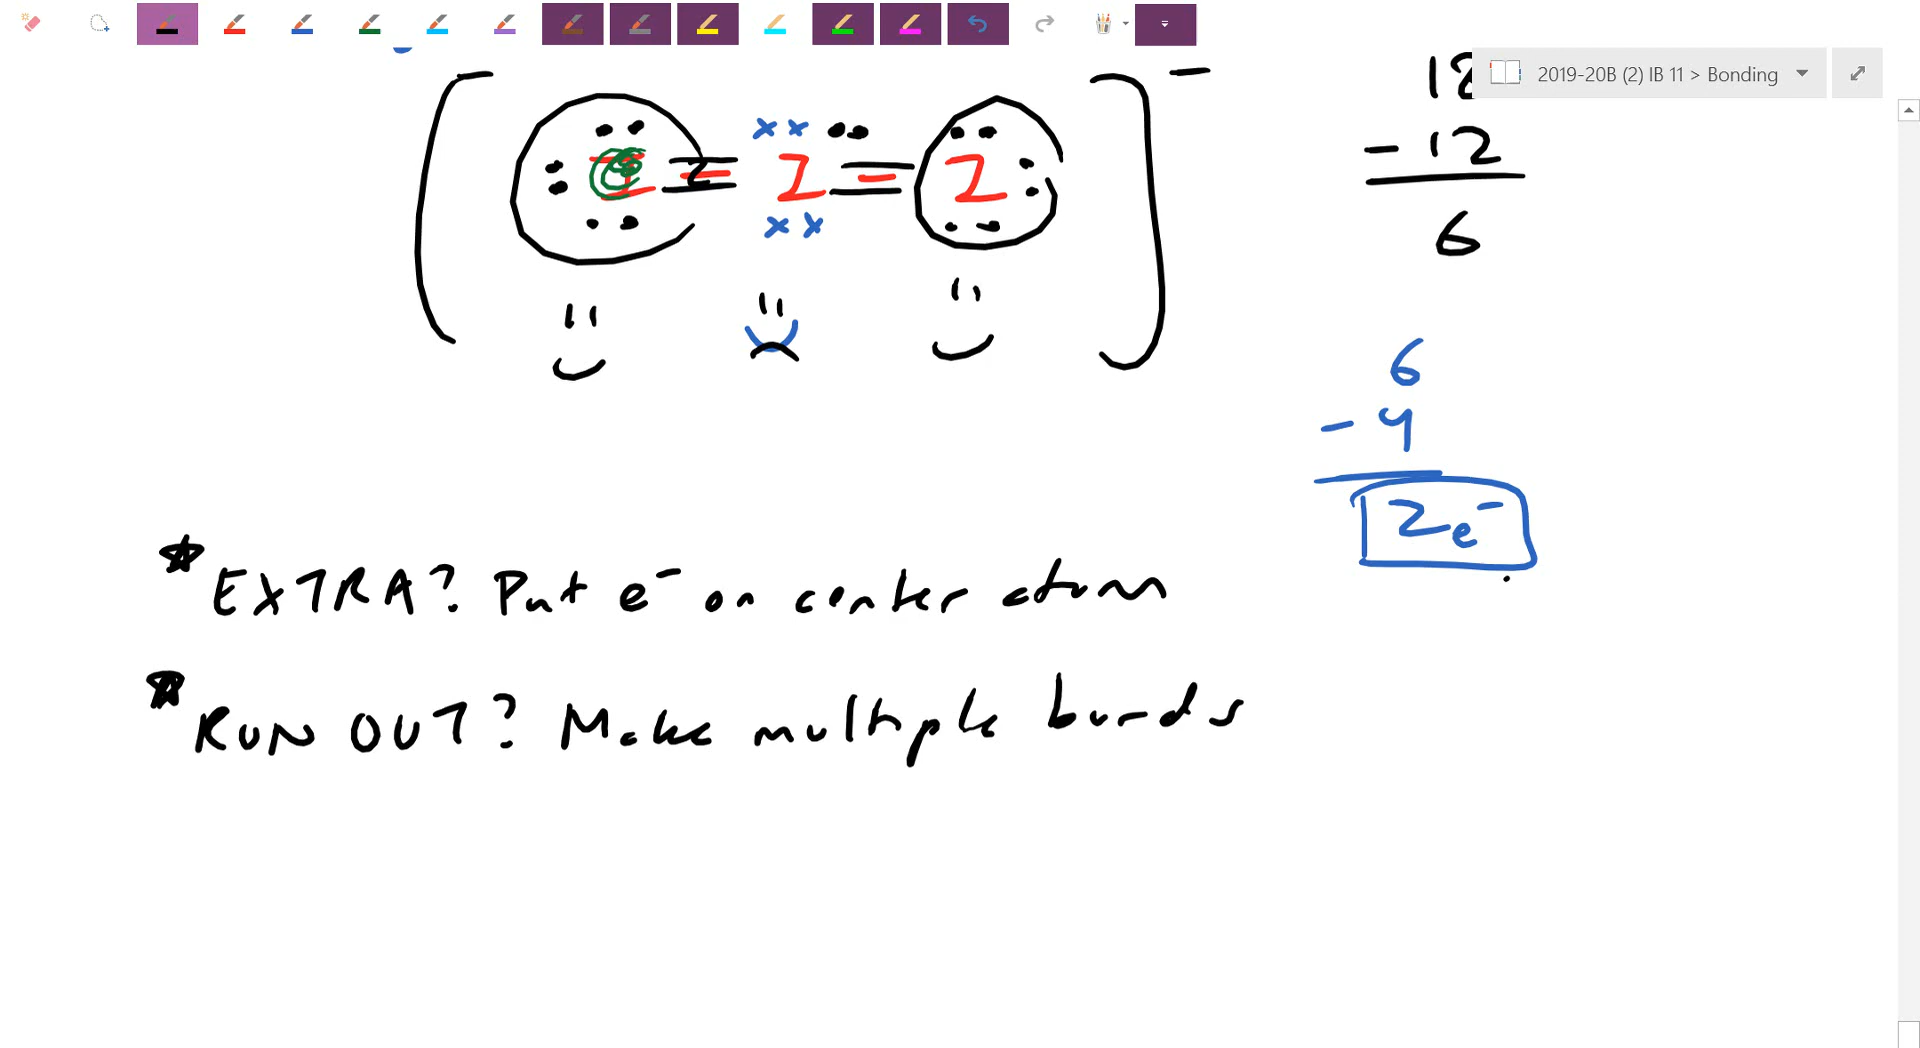 2019-20B (2) IB 11 > Bonding
- 12
6
I I
6
- 4
2e⁻
EXTRA? Put e⁻ on center atom
RUN OUT? Make multiple bonds